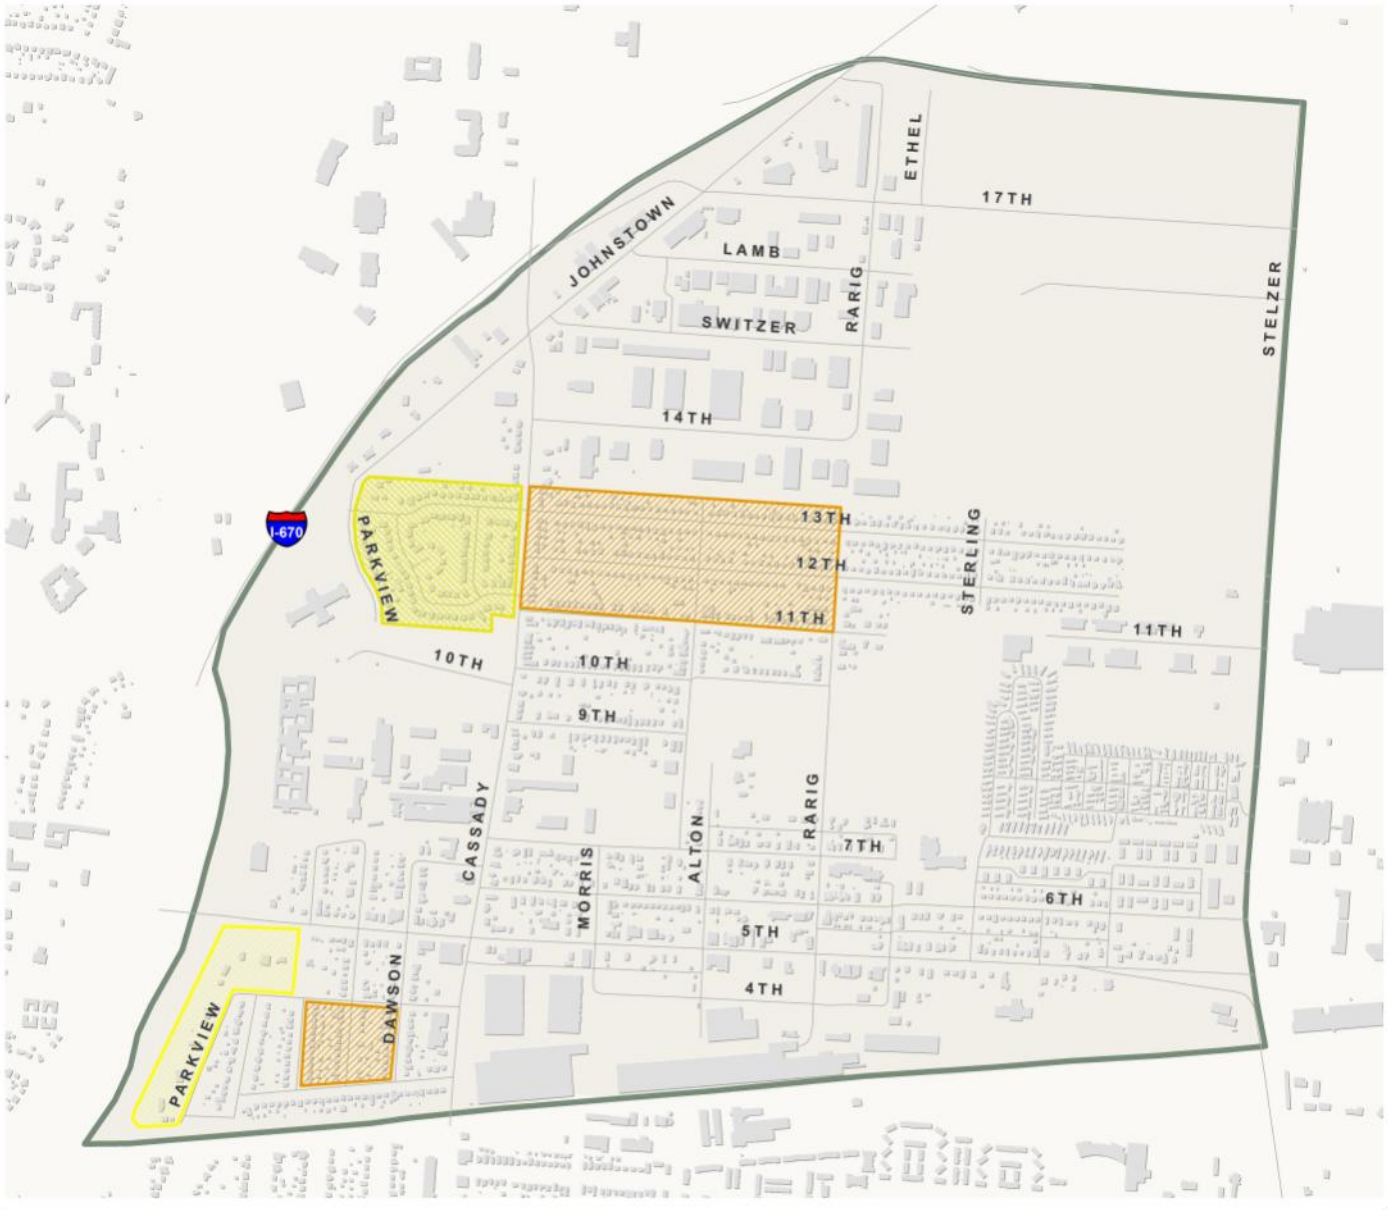 ETHEL
17TH
JOHNSTOWN
LAMB
RARIG
STELZER
SWITZER
14TH
I-670
PARKVIEW
13TH
STERLING
12TH
11TH
11TH
10TH
10TH
9TH
CASSADY
RARIG
ALTON
7TH
MORRIS
6TH
5TH
DAWSON
4TH
PARKVIEW